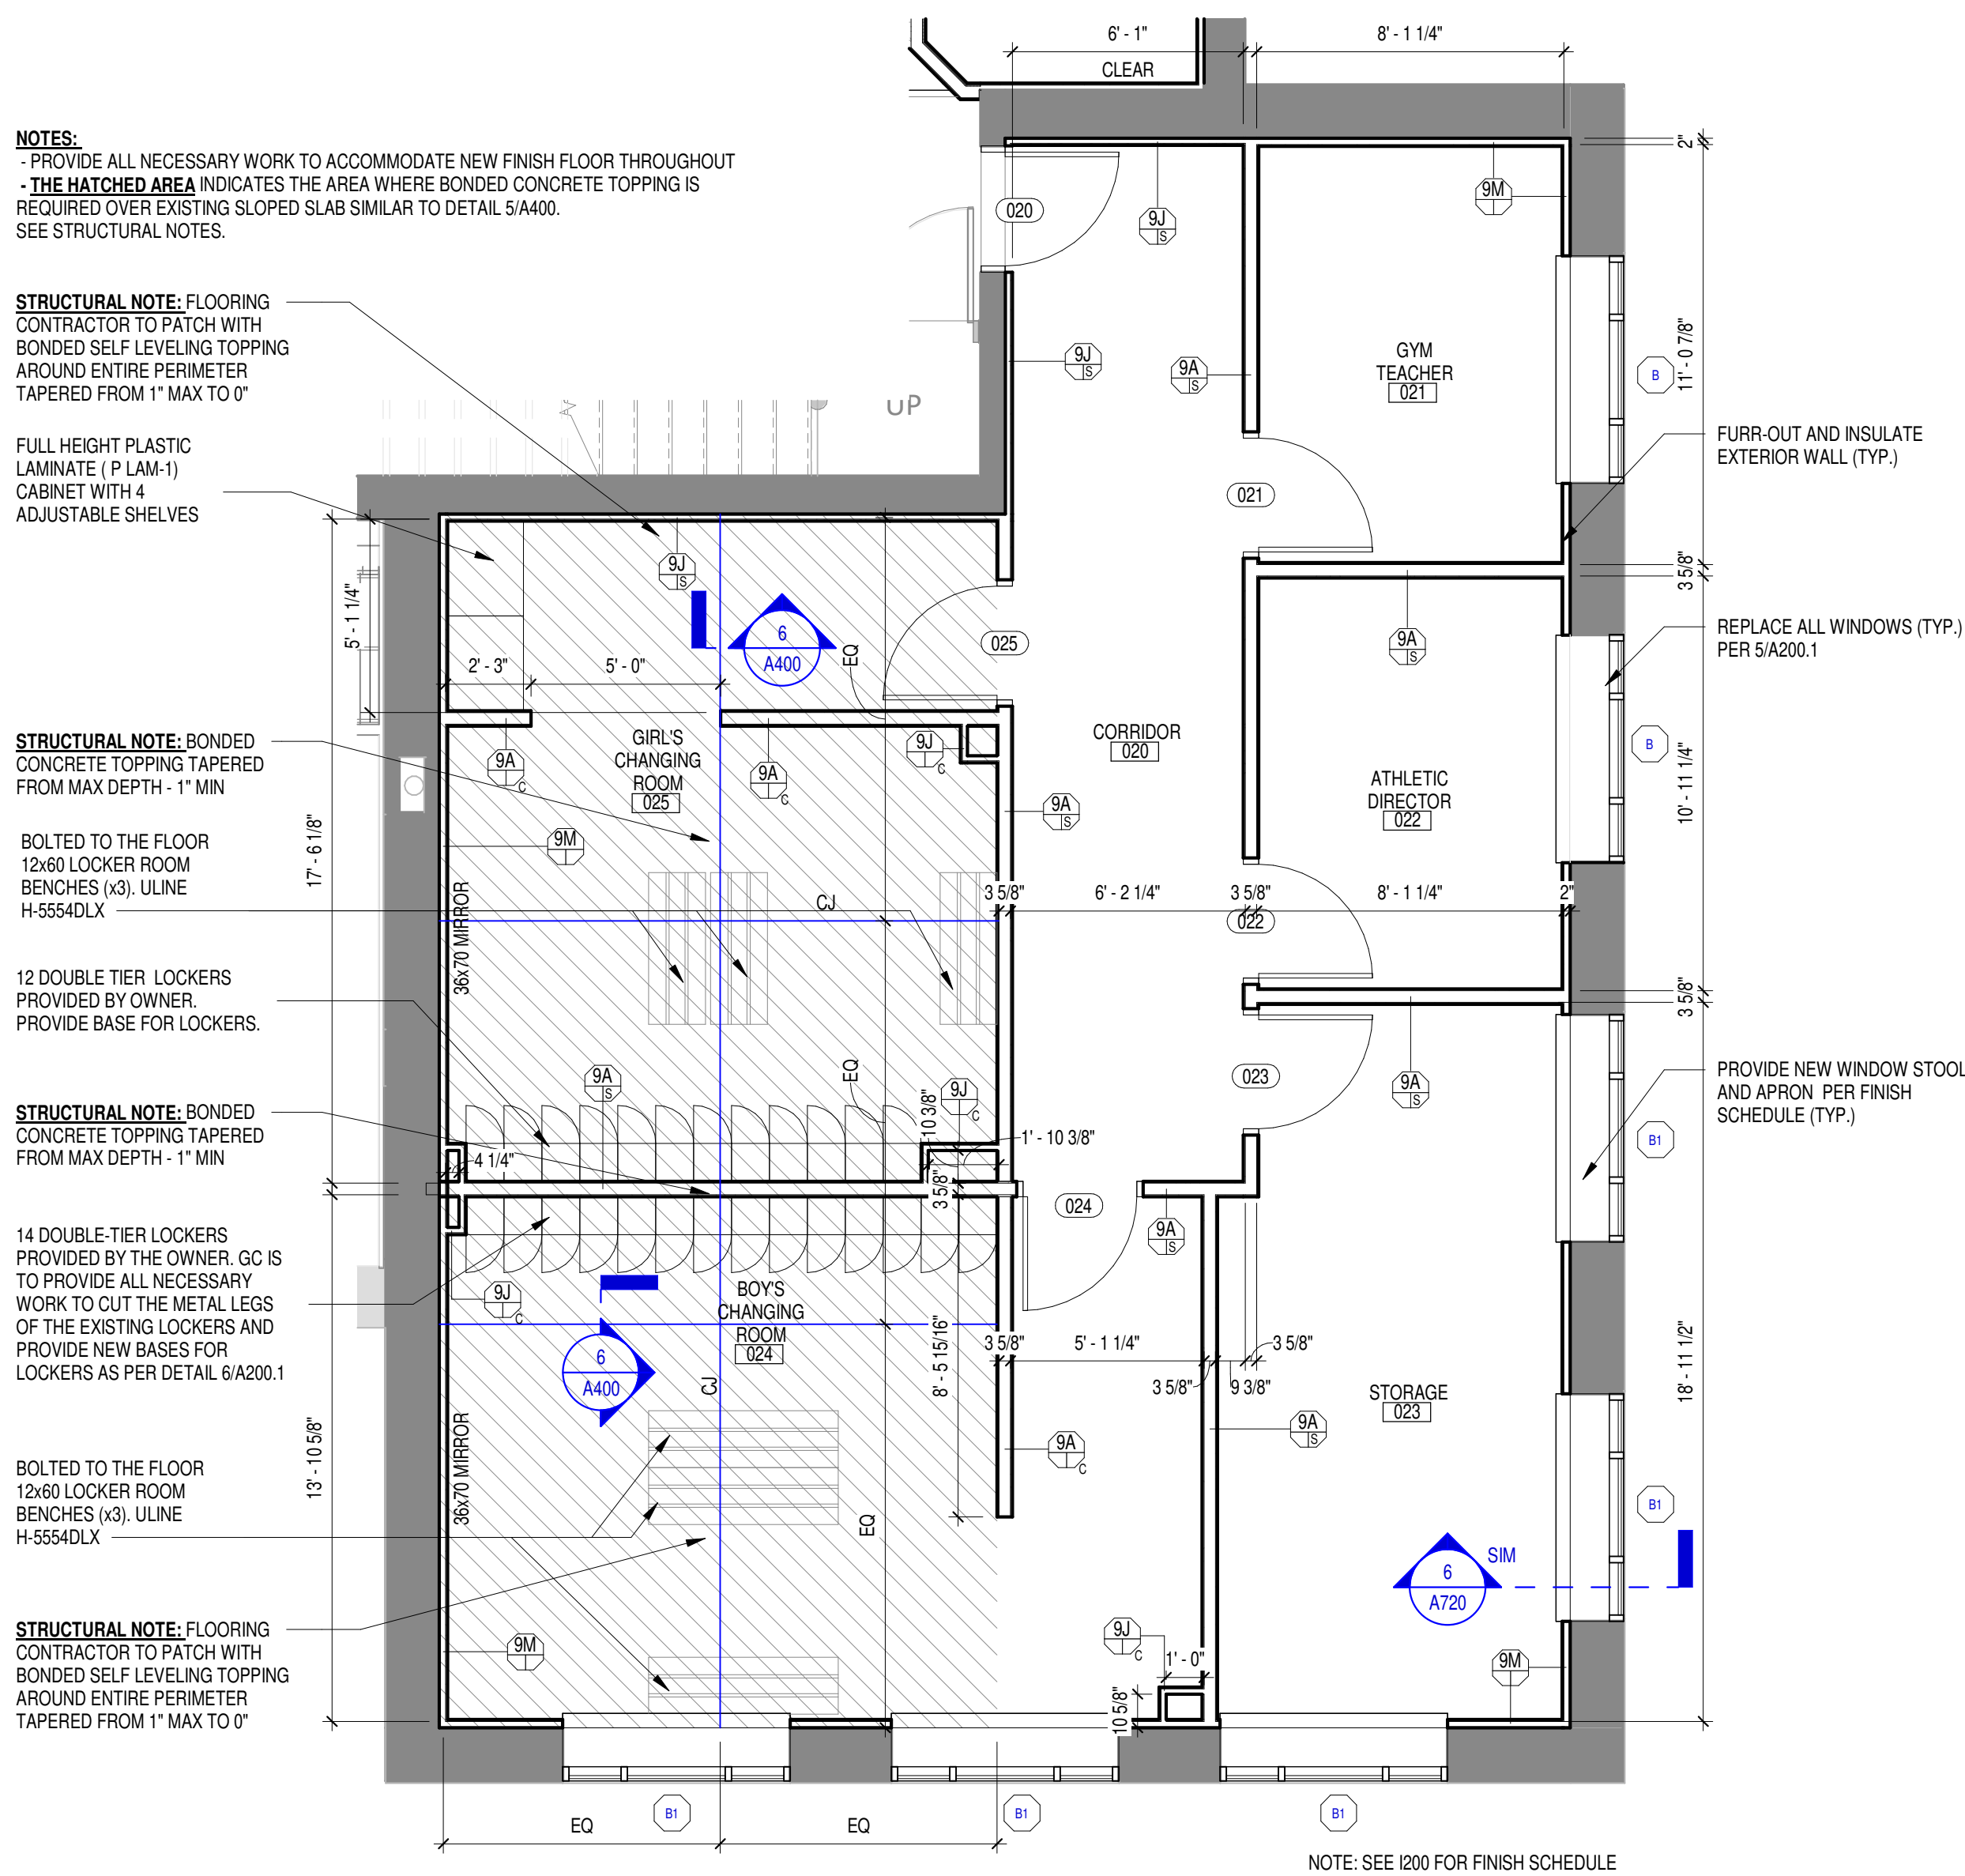 6' - 1"
8' - 1 1/4"
CLEAR
NOTES:
- PROVIDE ALL NECESSARY WORK TO ACCOMMODATE NEW FINISH FLOOR THROUGHOUT
- THE HATCHED AREA INDICATES THE AREA WHERE BONDED CONCRETE TOPPING IS
REQUIRED OVER EXISTING SLOPED SLAB SIMILAR TO DETAIL 5/A400.
SEE STRUCTURAL NOTES.
STRUCTURAL NOTE: FLOORING
CONTRACTOR TO PATCH WITH
BONDED SELF LEVELING TOPPING
AROUND ENTIRE PERIMETER
TAPERED FROM 1" MAX TO 0"
FULL HEIGHT PLASTIC
LAMINATE ( P LAM-1)
CABINET WITH 4
ADJUSTABLE SHELVES
STRUCTURAL NOTE: BONDED
CONCRETE TOPPING TAPERED
FROM MAX DEPTH - 1" MIN
BOLTED TO THE FLOOR
12x60 LOCKER ROOM
BENCHES (x3). ULINE
H-5554DLX
12 DOUBLE TIER LOCKERS
PROVIDED BY OWNER.
PROVIDE BASE FOR LOCKERS.
STRUCTURAL NOTE: BONDED
CONCRETE TOPPING TAPERED
FROM MAX DEPTH - 1" MIN
14 DOUBLE-TIER LOCKERS
PROVIDED BY THE OWNER. GC IS
TO PROVIDE ALL NECESSARY
WORK TO CUT THE METAL LEGS
OF THE EXISTING LOCKERS AND
PROVIDE NEW BASES FOR
LOCKERS AS PER DETAIL 6/A200.1
BOLTED TO THE FLOOR
12x60 LOCKER ROOM
BENCHES (x3). ULINE
H-5554DLX
STRUCTURAL NOTE: FLOORING
CONTRACTOR TO PATCH WITH
BONDED SELF LEVELING TOPPING
AROUND ENTIRE PERIMETER
TAPERED FROM 1" MAX TO 0"
5' - 1 1/4"
17' - 6 1/8"
13' - 10 5/8"
UP
020
9J
S
9J
S
9A
S
9M
2"
GYM
TEACHER
021
B
11' - 0 7/8"
FURR-OUT AND INSULATE
EXTERIOR WALL (TYP.)
021
3 5/8"
9J
S
6
A400
EQ
025
2' - 3"
5' - 0"
9A
S
REPLACE ALL WINDOWS (TYP.)
PER 5/A200.1
GIRL'S
CHANGING
ROOM
025
9A
C
9A
C
9J
C
CORRIDOR
020
B
ATHLETIC
DIRECTOR
022
10' - 11 1/4"
9A
S
9M
36x70 MIRROR
CJ
3 5/8"
6' - 2 1/4"
3 5/8"
8' - 1 1/4"
2"
022
3 5/8"
9A
S
EQ
9J
C
10 3/8"
1' - 10 3/8"
4 1/4"
3 5/8"
023
9A
S
PROVIDE NEW WINDOW STOOL
AND APRON PER FINISH
SCHEDULE (TYP.)
B1
024
9A
S
9J
C
BOY'S
CHANGING
ROOM
024
6
A400
CJ
8' - 5 15/16"
3 5/8"
5' - 1 1/4"
3 5/8"
3 5/8"
9 3/8"
STORAGE
023
18' - 11 1/2"
36x70 MIRROR
EQ
9A
C
9A
S
B1
SIM
6
A720
9M
9J
C
1' - 0"
10 5/8"
9M
EQ
B1
EQ
B1
B1
NOTE: SEE I200 FOR FINISH SCHEDULE